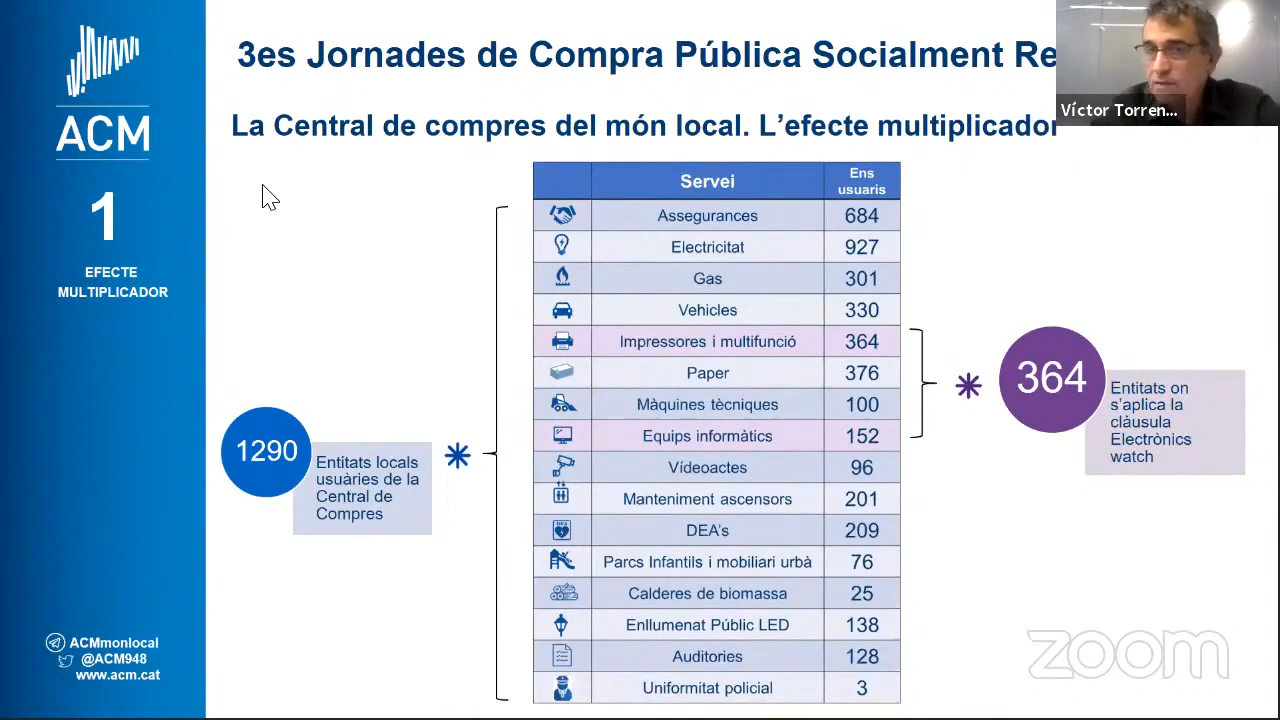 ACM
1
EFECTE
MULTIPLICADOR
ACMmonlocal
@ACM948
www.acm.cat
3es Jornades de Compra Pública Socialment Re
Víctor Torren...
La Central de compres del món local. L'efecte multiplicador
Servei Ens usuaris
Assegurances 684
Electricitat 927
Gas 301
Vehicles 330
Impressores i multifunció 364
Paper 376
Màquines tècniques 100
Equips informàtics 152
Vídeoactes 96
Manteniment ascensors 201
DEA's 209
Parcs Infantils i mobiliari urbà 76
Calderes de biomassa 25
Enllumenat Públic LED 138
Auditories 128
Uniformitat policial 3
1290
Entitats locals
usuàries de la
Central de
Compres
364
Entitats on
s'aplica la
clàusula
Electrònics
watch
zoom